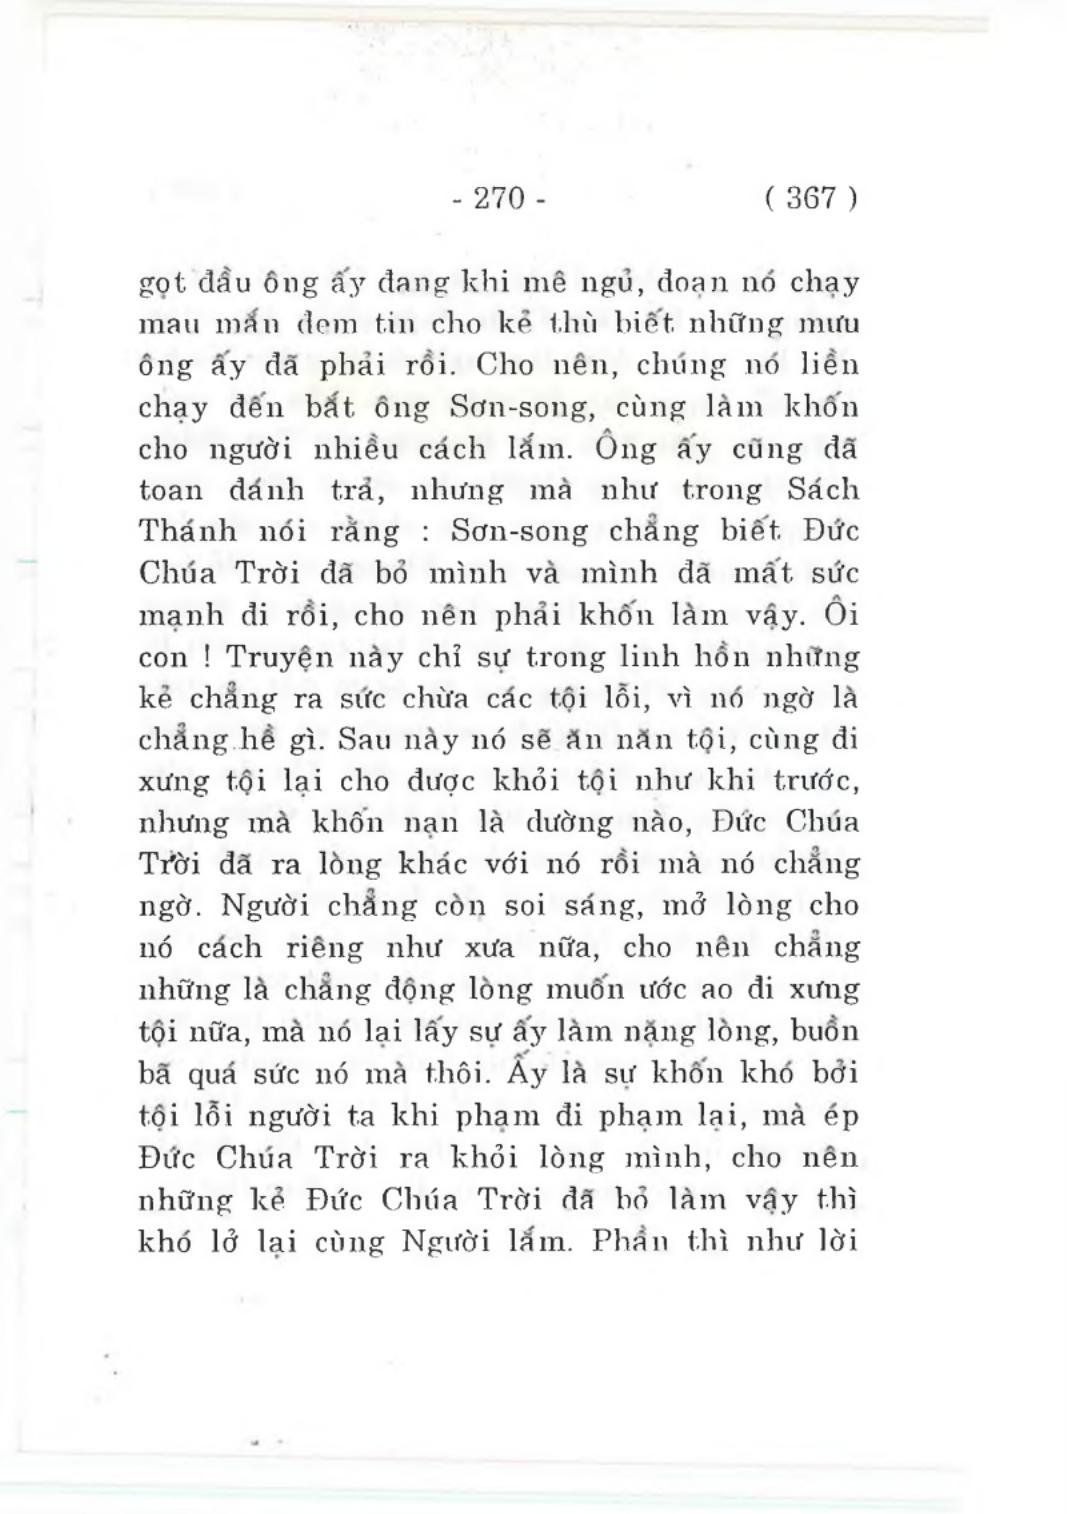 - 270 - ( 367 )
gọt đầu ông ấy đang khi mê ngủ, đoạn nó chạy
mau mắn đem tin cho kẻ thù biết những mưu
ông ấy đã phải rồi. Cho nên, chúng nó liền
chạy đến bắt ông Sơn-song, cùng làm khốn
cho người nhiều cách lắm. Ông ấy cũng đã
toan đánh trả, nhưng mà như trong Sách
Thánh nói rằng : Sơn-song chẳng biết Đức
Chúa Trời đã bỏ mình và mình đã mất sức
mạnh đi rồi, cho nên phải khốn làm vậy. Ôi
con ! Truyện này chỉ sự trong linh hồn những
kẻ chẳng ra sức chừa các tội lỗi, vì nó ngờ là
chẳng hề gì. Sau này nó sẽ ăn năn tội, cùng đi
xưng tội lại cho được khỏi tội như khi trước,
nhưng mà khốn nạn là dường nào, Đức Chúa
Trời đã ra lòng khác với nó rồi mà nó chẳng
ngờ. Người chẳng còn soi sáng, mở lòng cho
nó cách riêng như xưa nữa, cho nên chẳng
những là chẳng động lòng muốn ước ao đi xưng
tội nữa, mà nó lại lấy sự ấy làm nặng lòng, buồn
bã quá sức nó mà thôi. Ấy là sự khốn khó bởi
tội lỗi người ta khi phạm đi phạm lại, mà ép
Đức Chúa Trời ra khỏi lòng mình, cho nên
những kẻ Đức Chúa Trời đã bỏ làm vậy thì
khó lở lại cùng Người lắm. Phần thì như lời